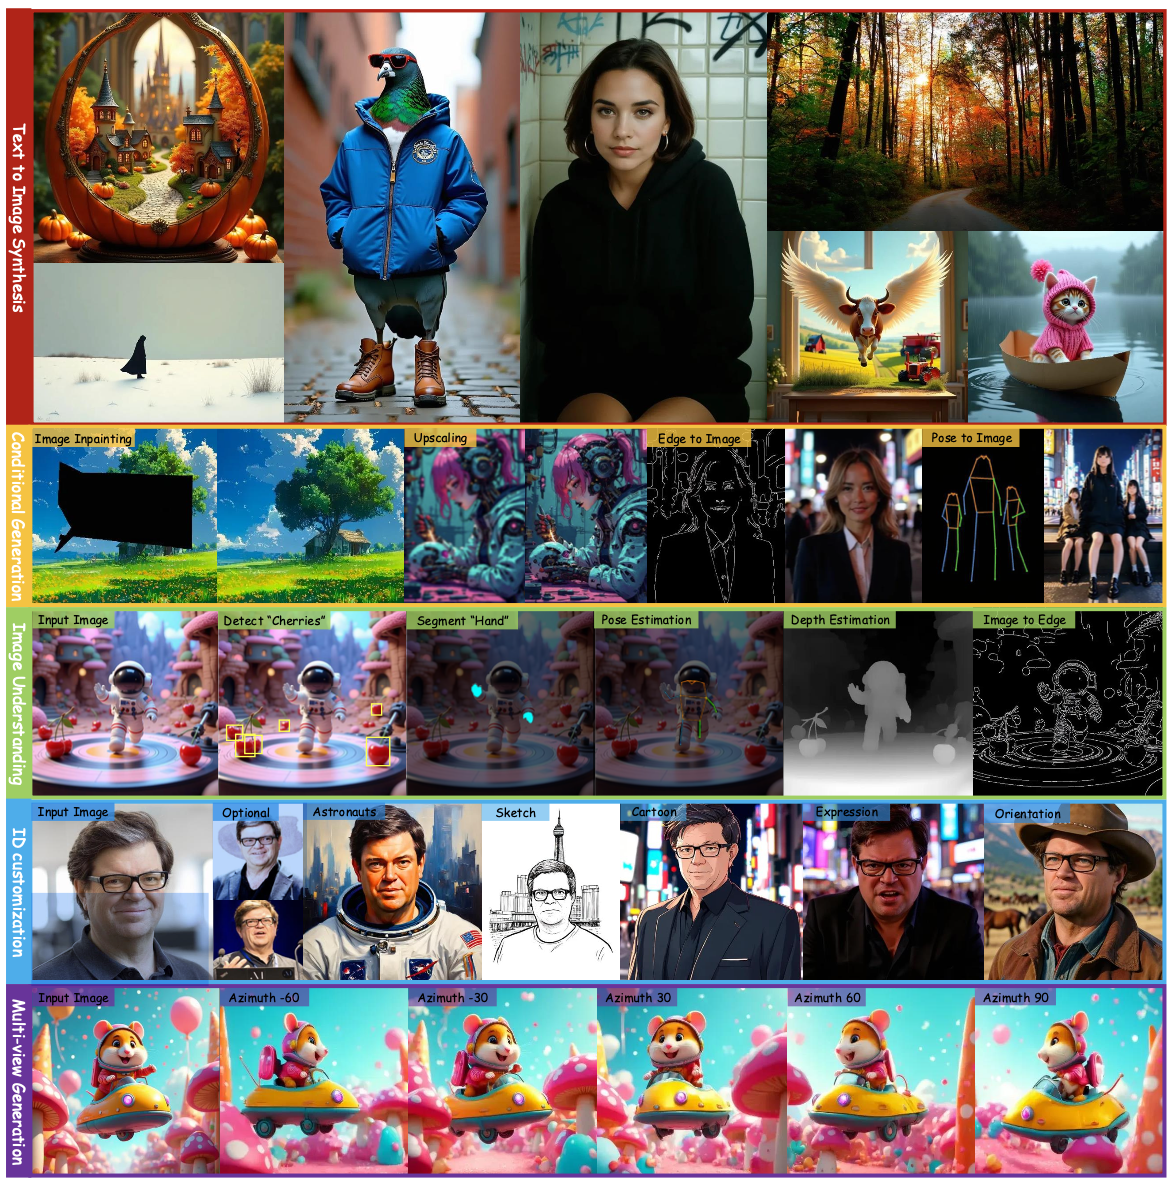 Text to Image Synthesis
Conditional Generation
Image Inpainting
Upscaling
Edge to Image
Pose to Image
Image Understanding
Input Image
Detect “Cherries”
Segment “Hand”
Pose Estimation
Depth Estimation
Image to Edge
ID customization
Input Image
Optional
Astronauts
Sketch
Cartoon
Expression
Orientation
Multi-view Generation
Input Image
Azimuth -60
Azimuth -30
Azimuth 30
Azimuth 60
Azimuth 90